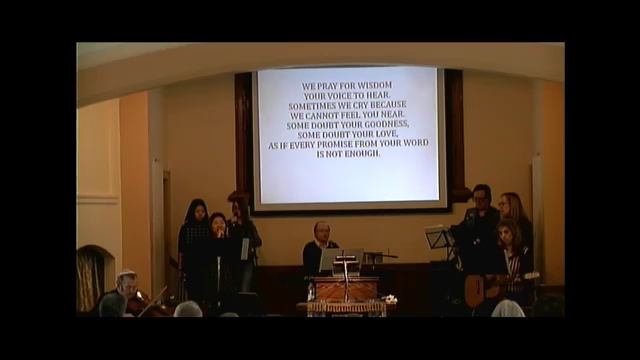 WE PRAY FOR WISDOM
YOUR VOICE TO HEAR.
SOMETIMES WE CRY BECAUSE
WE CANNOT FEEL YOU NEAR.
SOME DOUBT YOUR GOODNESS,
SOME DOUBT YOUR LOVE,
AS IF EVERY PROMISE FROM YOUR WORD
IS NOT ENOUGH.